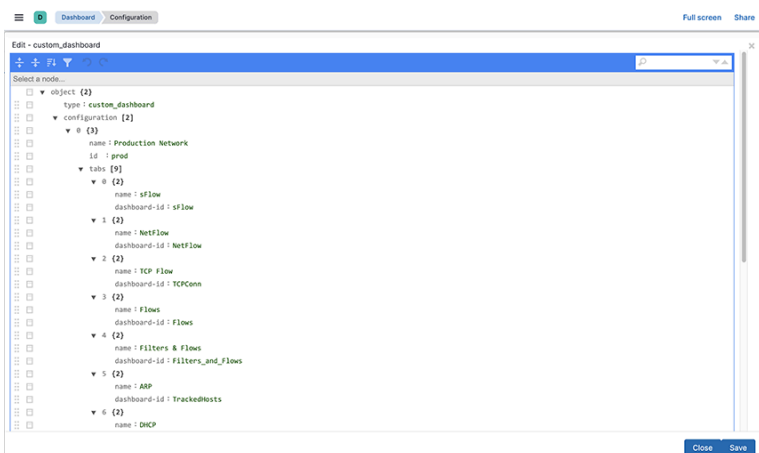 D Dashboard Configuration Full screen Share
Edit - custom_dashboard
Select a node...
object {2}
type : custom_dashboard
configuration [2]
0 {3}
name : Production Network
id : prod
tabs [9]
0 {2}
name : sFlow
dashboard-id : sFlow
1 {2}
name : NetFlow
dashboard-id : NetFlow
2 {2}
name : TCP Flow
dashboard-id : TCPConn
3 {2}
name : Flows
dashboard-id : Flows
4 {2}
name : Filters & Flows
dashboard-id : Filters_and_Flows
5 {2}
name : ARP
dashboard-id : TrackedHosts
6 {2}
name : DHCP
Close Save